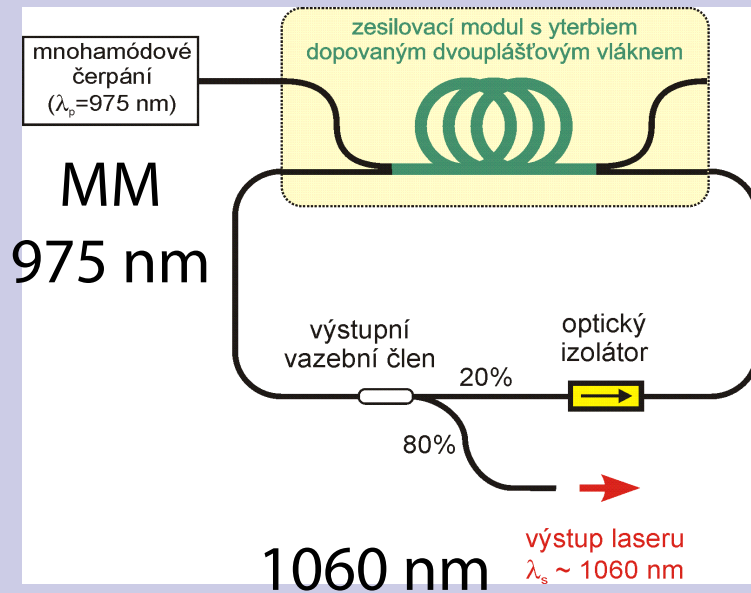 zesilovací modul s yterbiem
dopovaným dvouplášťovým vláknem
mnohamódové
čerpání
(λp=975 nm)
MM
975 nm
výstupní
vazební člen
optický
izolátor
20%
80%
výstup laseru
λs ~ 1060 nm
1060 nm